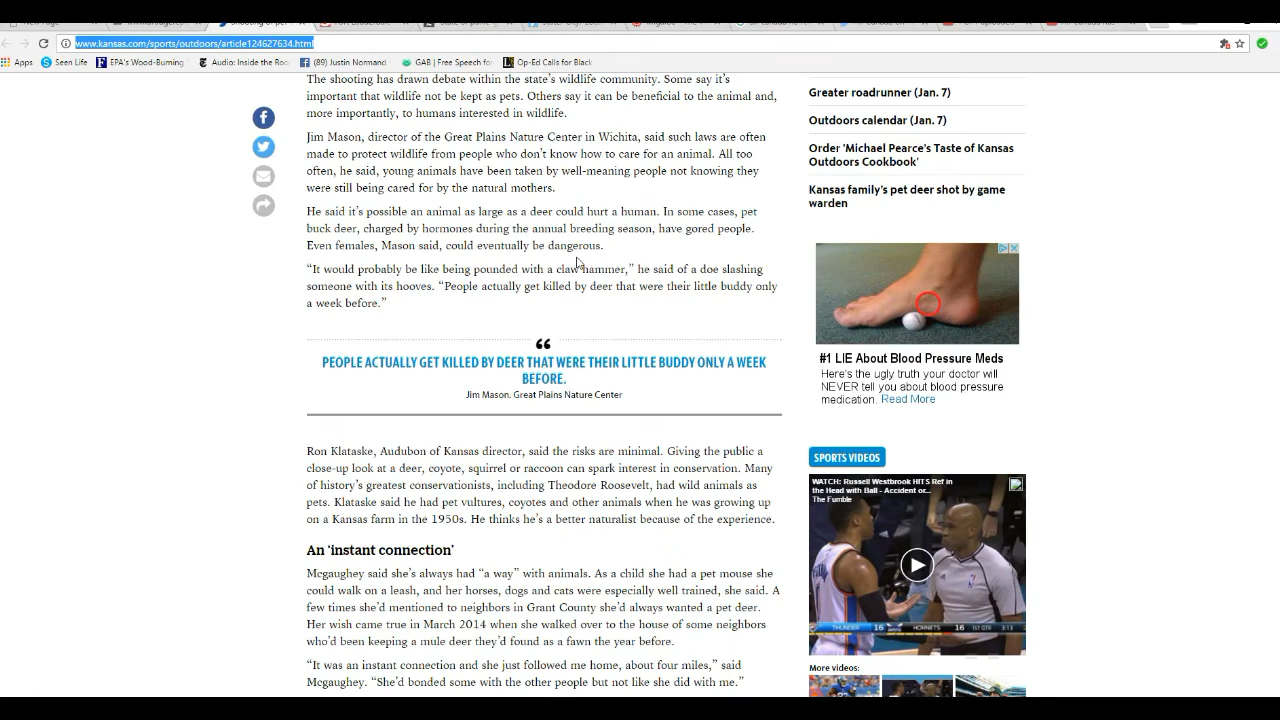 www.kansas.com/sports/outdoors/article124627634.html
Apps
Seen Life
EPA's Wood-Burning
Audio: Inside the Roo
(89) Justin Normand
GAB | Free Speech for
Op-Ed Calls for Black
The shooting has drawn debate within the state's wildlife community. Some say it's
important that wildlife not be kept as pets. Others say it can be beneficial to the animal and,
more importantly, to humans interested in wildlife.
Jim Mason, director of the Great Plains Nature Center in Wichita, said such laws are often
made to protect wildlife from people who don't know how to care for an animal. All too
often, he said, young animals have been taken by well-meaning people not knowing they
were still being cared for by the natural mothers.
He said it's possible an animal as large as a deer could hurt a human. In some cases, pet
buck deer, charged by hormones during the annual breeding season, have gored people.
Even females, Mason said, could eventually be dangerous.
“It would probably be like being pounded with a claw hammer,” he said of a doe slashing
someone with its hooves. “People actually get killed by deer that were their little buddy only
a week before.”
“
PEOPLE ACTUALLY GET KILLED BY DEER THAT WERE THEIR LITTLE BUDDY ONLY A WEEK
BEFORE.
Jim Mason, Great Plains Nature Center
Ron Klataske, Audubon of Kansas director, said the risks are minimal. Giving the public a
close-up look at a deer, coyote, squirrel or raccoon can spark interest in conservation. Many
of history's greatest conservationists, including Theodore Roosevelt, had wild animals as
pets. Klataske said he had pet vultures, coyotes and other animals when he was growing up
on a Kansas farm in the 1950s. He thinks he's a better naturalist because of the experience.
An ‘instant connection’
Mcgaughey said she's always had “a way” with animals. As a child she had a pet mouse she
could walk on a leash, and her horses, dogs and cats were especially well trained, she said. A
few times she'd mentioned to neighbors in Grant County she'd always wanted a pet deer.
Her wish came true in March 2014 when she walked over to the house of some neighbors
who'd been keeping a mule deer they'd found as a fawn the year before.
“It was an instant connection and she just followed me home, about four miles,” said
Mcgaughey. “She'd bonded some with the other people but not like she did with me.”
Greater roadrunner (Jan. 7)
Outdoors calendar (Jan. 7)
Order 'Michael Pearce's Taste of Kansas
Outdoors Cookbook'
Kansas family's pet deer shot by game
warden
#1 LIE About Blood Pressure Meds
Here's the ugly truth your doctor will
NEVER tell you about blood pressure
medication. Read More
SPORTS VIDEOS
WATCH: Russell Westbrook HITS Ref in
the Head with Ball - Accident or...
The Fumble
THUNDER 16 HORNETS 16 1ST QTR 3:13
More videos: